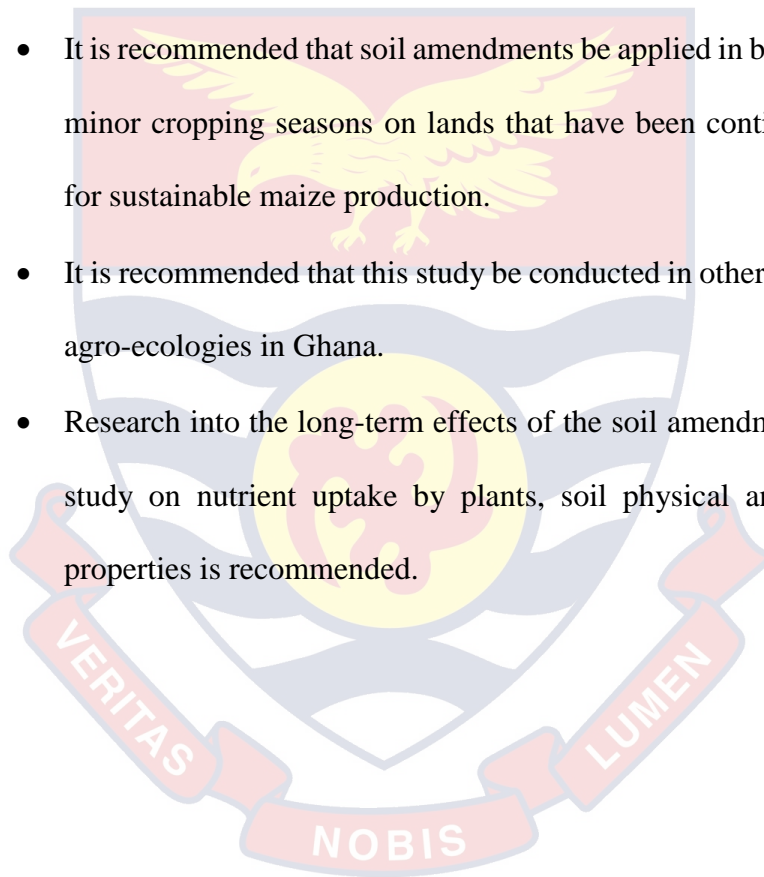 • It is recommended that soil amendments be applied in b
minor cropping seasons on lands that have been conti
for sustainable maize production.
• It is recommended that this study be conducted in other
agro-ecologies in Ghana.
• Research into the long-term effects of the soil amendm
study on nutrient uptake by plants, soil physical an
properties is recommended.
VERITAS
NOBIS
LUMEN